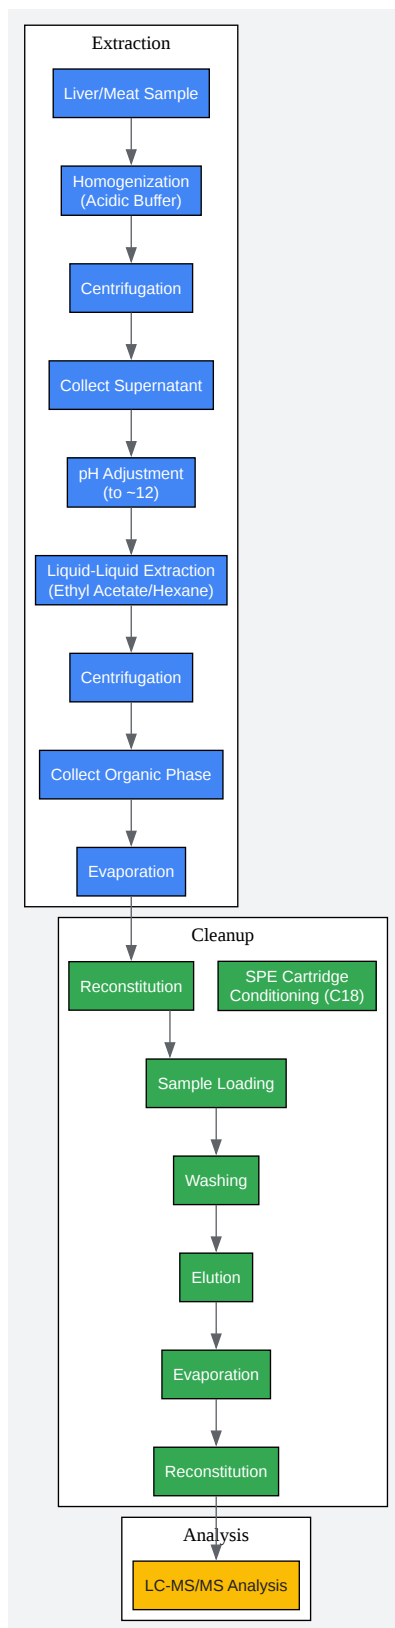 Extraction
Liver/Meat Sample
Homogenization
(Acidic Buffer)
Centrifugation
Collect Supernatant
pH Adjustment
(to ~12)
Liquid-Liquid Extraction
(Ethyl Acetate/Hexane)
Centrifugation
Collect Organic Phase
Evaporation
Cleanup
Reconstitution
SPE Cartridge
Conditioning (C18)
Sample Loading
Washing
Elution
Evaporation
Reconstitution
Analysis
LC-MS/MS Analysis